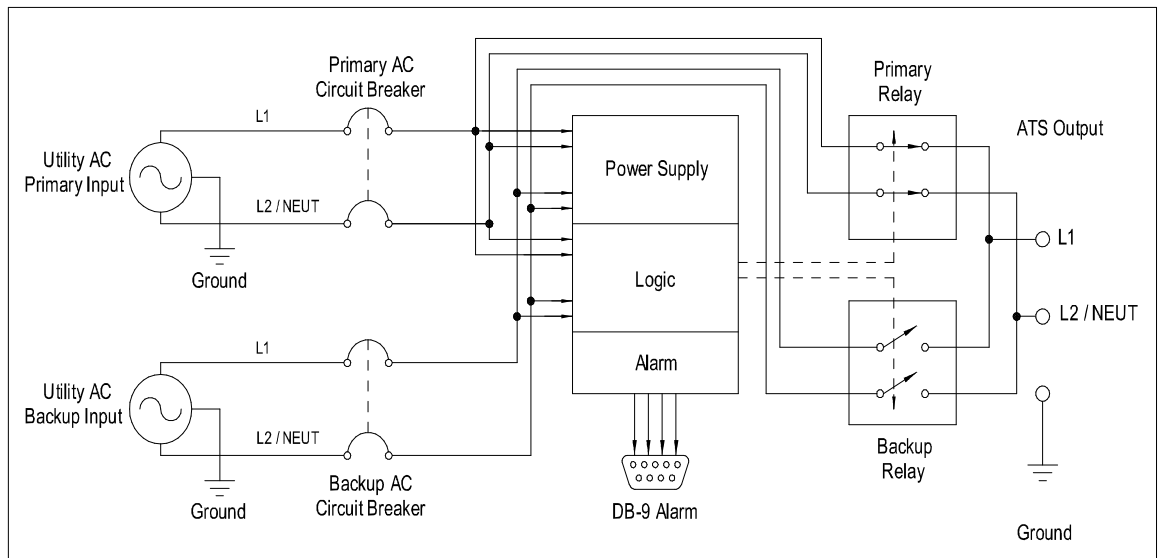 Primary AC
Circuit Breaker
L1
Utility AC
Primary Input
L2 / NEUT
Ground
Power Supply
Logic
Alarm
Primary
Relay
ATS Output
L1
L2 / NEUT
L1
Utility AC
Backup Input
L2 / NEUT
Ground
Backup AC
Circuit Breaker
DB-9 Alarm
Backup
Relay
Ground